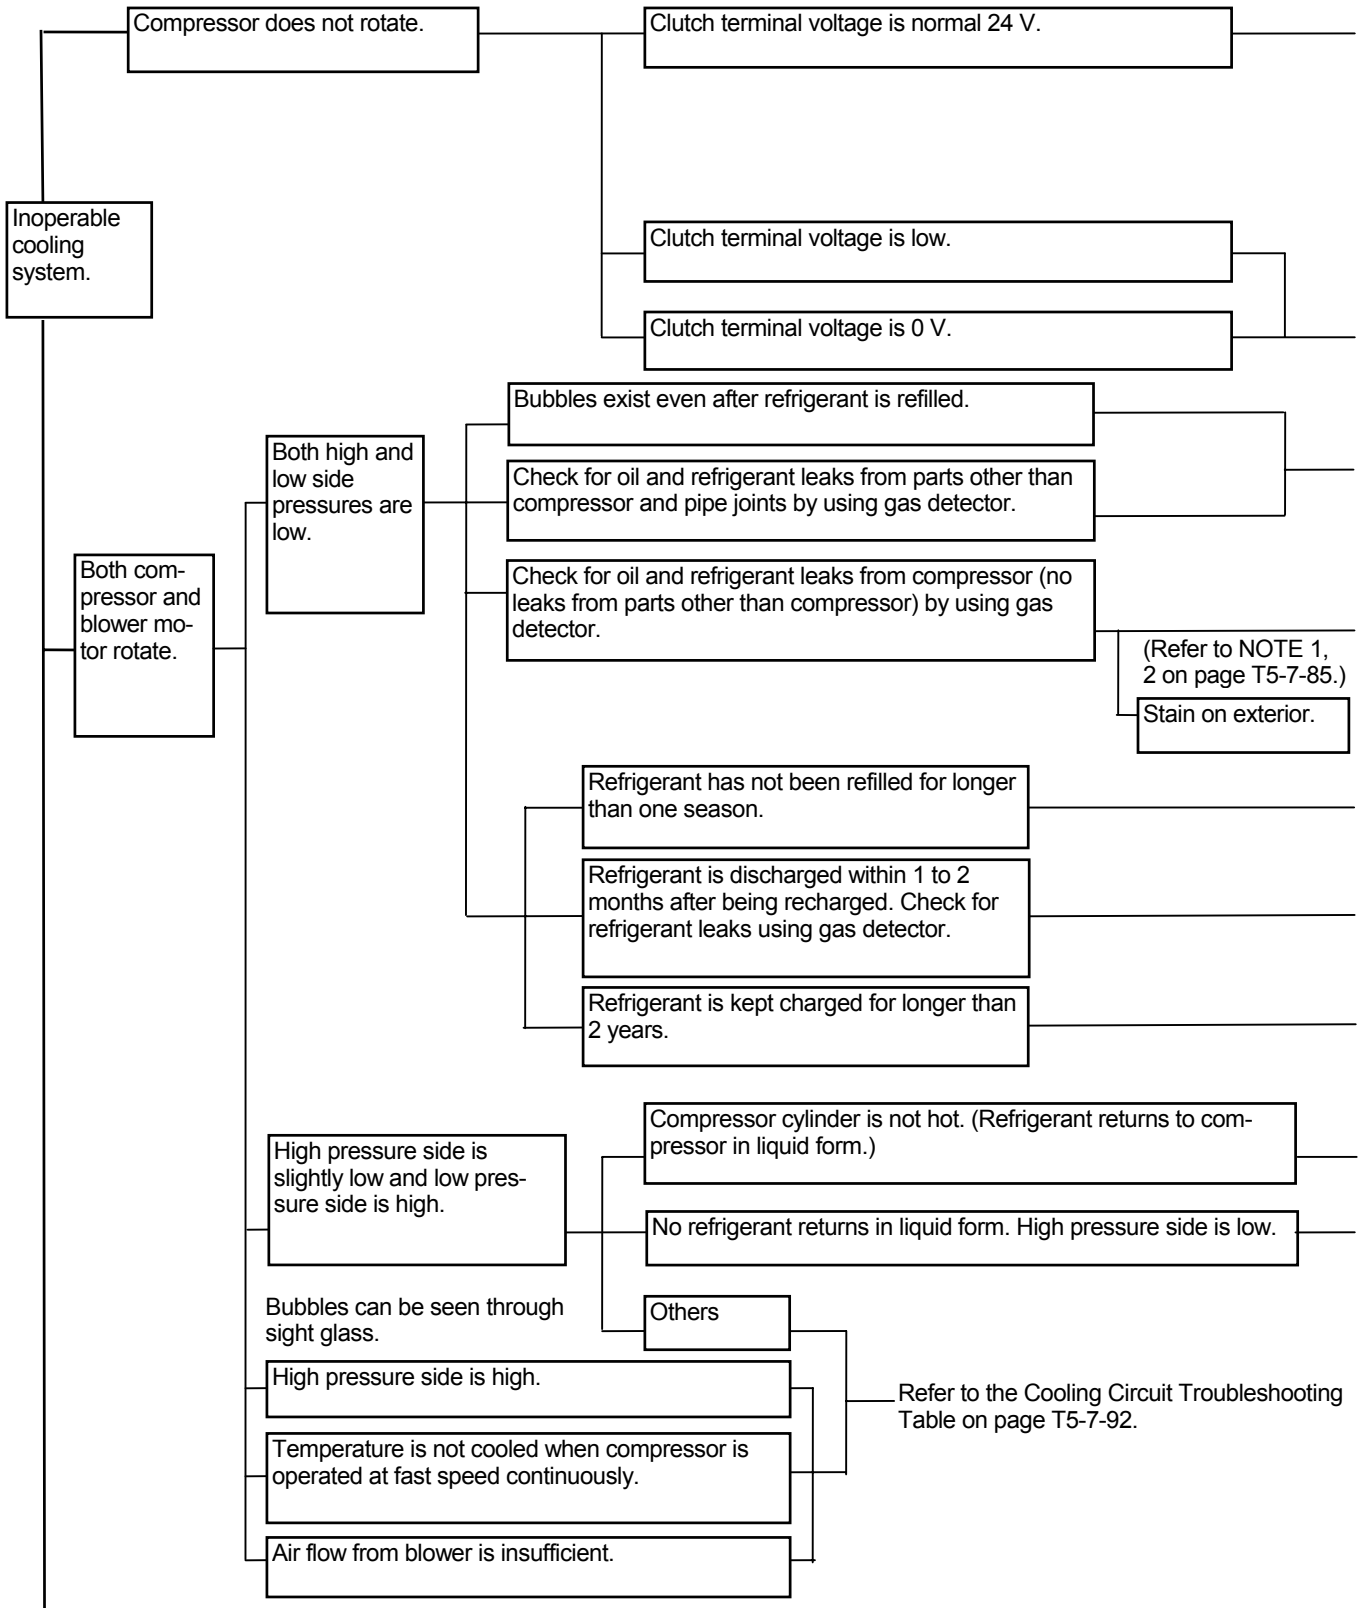 Compressor does not rotate.
Clutch terminal voltage is normal 24 V.
Inoperable
cooling
system.
Clutch terminal voltage is low.
Clutch terminal voltage is 0 V.
Bubbles exist even after refrigerant is refilled.
Both high and
low side
pressures are
low.
Check for oil and refrigerant leaks from parts other than
compressor and pipe joints by using gas detector.
Both com-
pressor and
blower mo-
tor rotate.
Check for oil and refrigerant leaks from compressor (no
leaks from parts other than compressor) by using gas
detector.
(Refer to NOTE 1,
2 on page T5-7-85.)
Stain on exterior.
Refrigerant has not been refilled for longer
than one season.
Refrigerant is discharged within 1 to 2
months after being recharged. Check for
refrigerant leaks using gas detector.
Refrigerant is kept charged for longer than
2 years.
Compressor cylinder is not hot. (Refrigerant returns to com-
pressor in liquid form.)
High pressure side is
slightly low and low pres-
sure side is high.
No refrigerant returns in liquid form. High pressure side is low.
Bubbles can be seen through
sight glass.
Others
High pressure side is high.
Refer to the Cooling Circuit Troubleshooting
Table on page T5-7-92.
Temperature is not cooled when compressor is
operated at fast speed continuously.
Air flow from blower is insufficient.